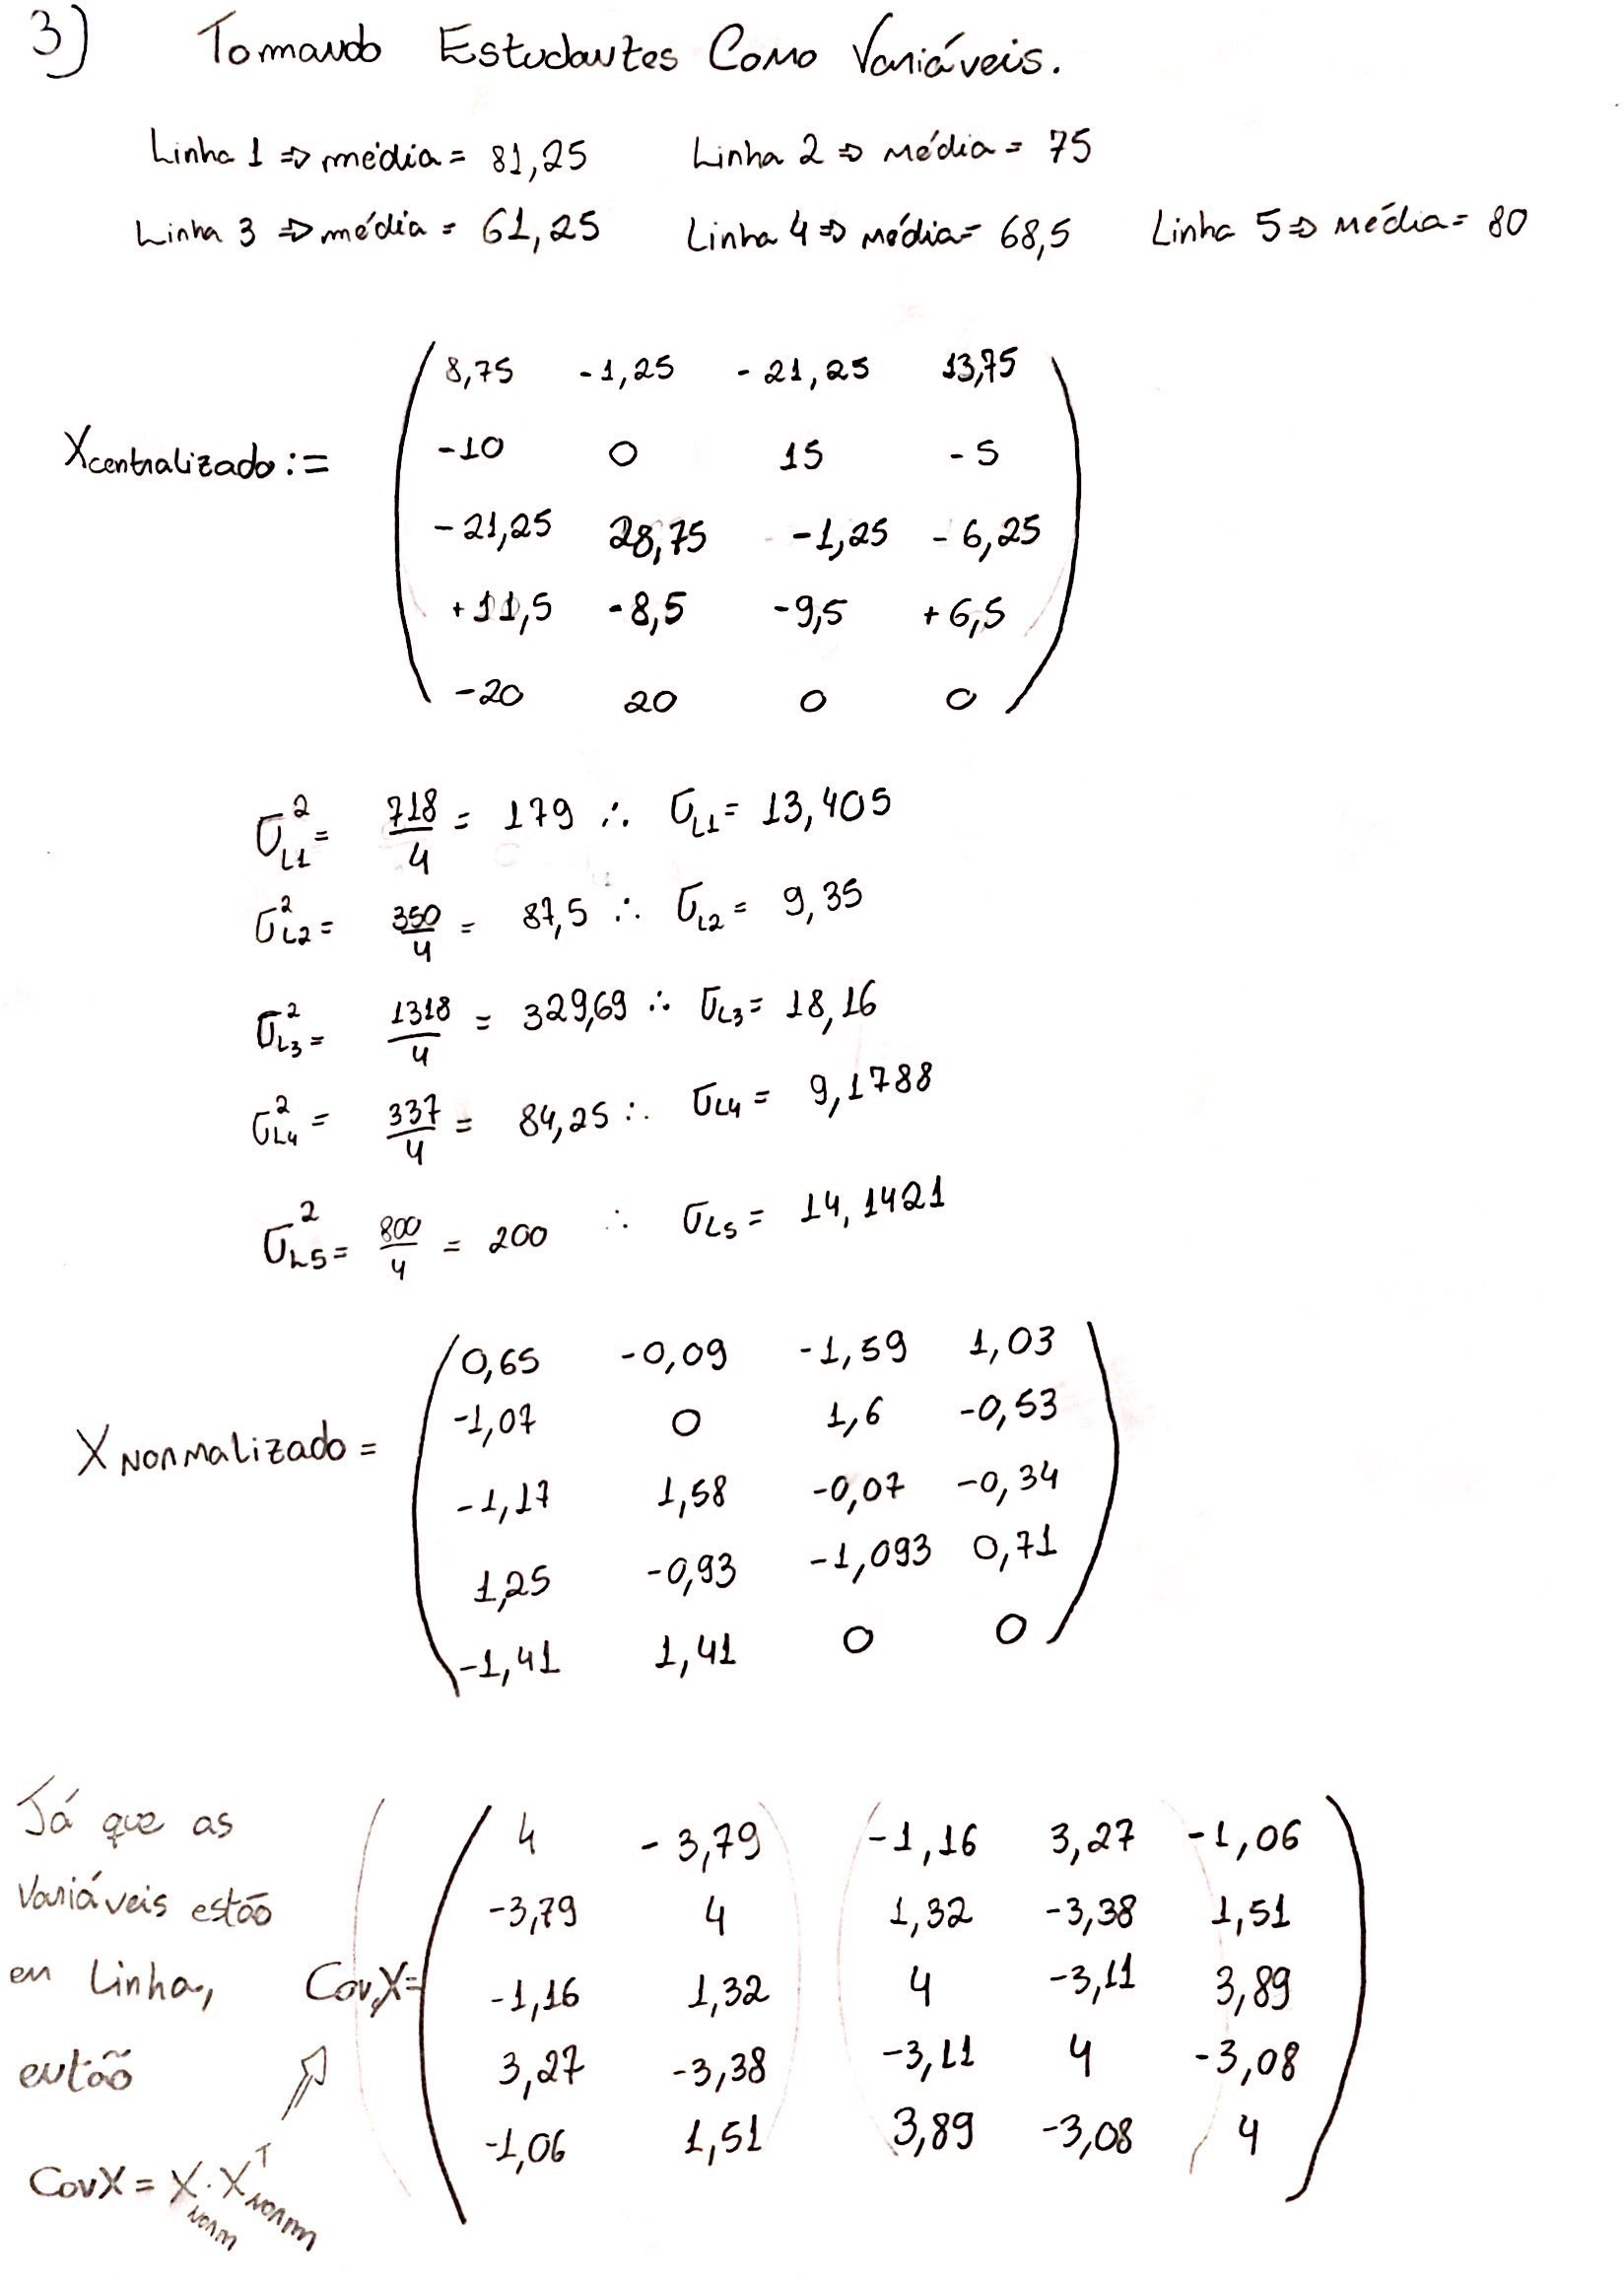 3) Tomando Estudantes Como Variáveis.
Linha 1 ⇒ média = 81,25 Linha 2 ⇒ média = 75
Linha 3 ⇒ média = 61,25 Linha 4 ⇒ média = 68,5 Linha 5 ⇒ média = 80
8,75 -1,25 -21,25 13,75
Xcentralizado := -10 0 15 -5
-21,25 28,75 -1,25 -6,25
+11,5 -8,5 -9,5 +6,5
-20 20 0 0
σ²L1 = 718/4 = 179 ∴ σL1 = 13,405
σ²L2 = 350/4 = 87,5 ∴ σL2 = 9,35
σ²L3 = 1318/4 = 329,69 ∴ σL3 = 18,16
σ²L4 = 337/4 = 84,25 ∴ σL4 = 9,1788
σ²L5 = 800/4 = 200 ∴ σL5 = 14,1421
0,65 -0,09 -1,59 1,03
-1,07 0 1,6 -0,53
X Normalizado =
-1,17 1,58 -0,07 -0,34
1,25 -0,93 -1,093 0,71
-1,41 1,41 0 0
Já que as
Variáveis estão
em Linha,
então
CovX = X norm . X^T norm
Cov,X =
4 -3,79 -1,16 3,27 -1,06
-3,79 4 1,32 -3,38 1,51
-1,16 1,32 4 -3,11 3,89
3,27 -3,38 -3,11 4 -3,08
-1,06 1,51 3,89 -3,08 4